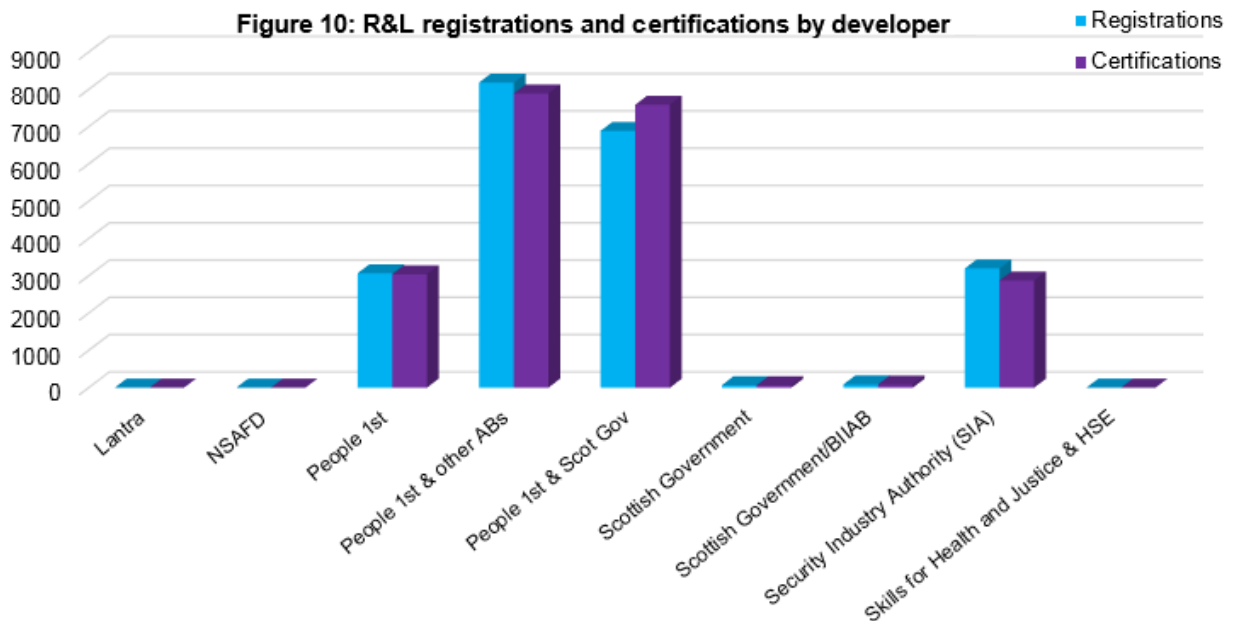 Figure 10: R&L registrations and certifications by developer
Registrations
Certifications
9000
8000
7000
6000
5000
4000
3000
2000
1000
0
Lantra
NSAFD
People 1st
People 1st & other ABs
People 1st & Scot Gov
Scottish Government
Scottish Government/BIIAB
Security Industry Authority (SIA)
Skills for Health and Justice & HSE